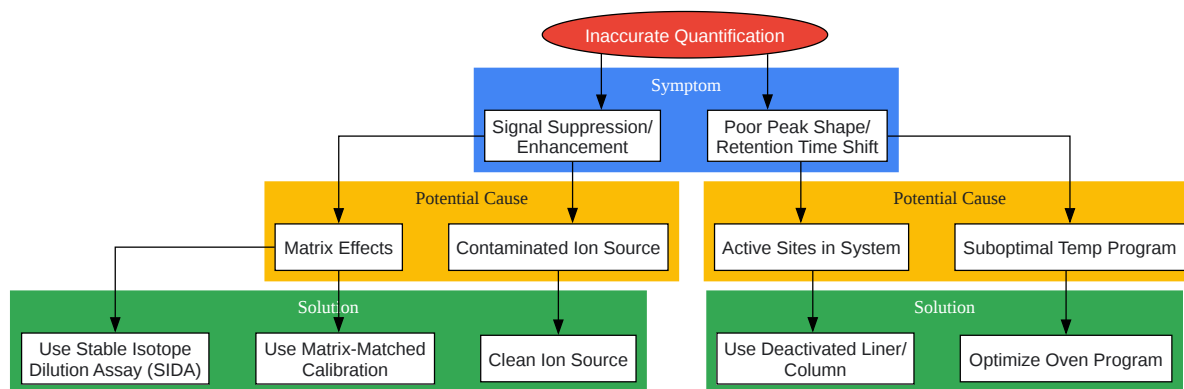 Inaccurate Quantification
Symptom
Signal Suppression/
Enhancement
Poor Peak Shape/
Retention Time Shift
Potential Cause
Potential Cause
Matrix Effects
Contaminated Ion Source
Active Sites in System
Suboptimal Temp Program
Solution
Solution
Use Stable Isotope
Dilution Assay (SIDA)
Use Matrix-Matched
Calibration
Clean Ion Source
Use Deactivated Liner/
Column
Optimize Oven Program